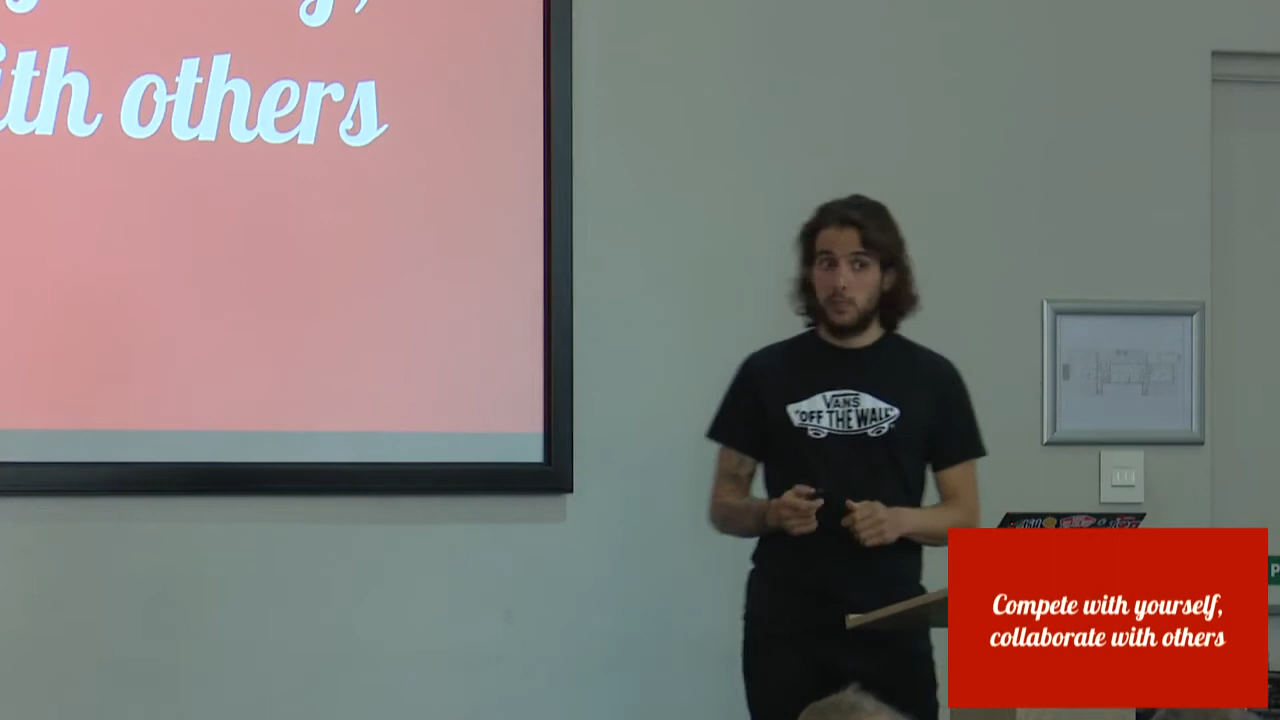 ith others
VANS
"OFF THE WALL"
Compete with yourself,
collaborate with others
P